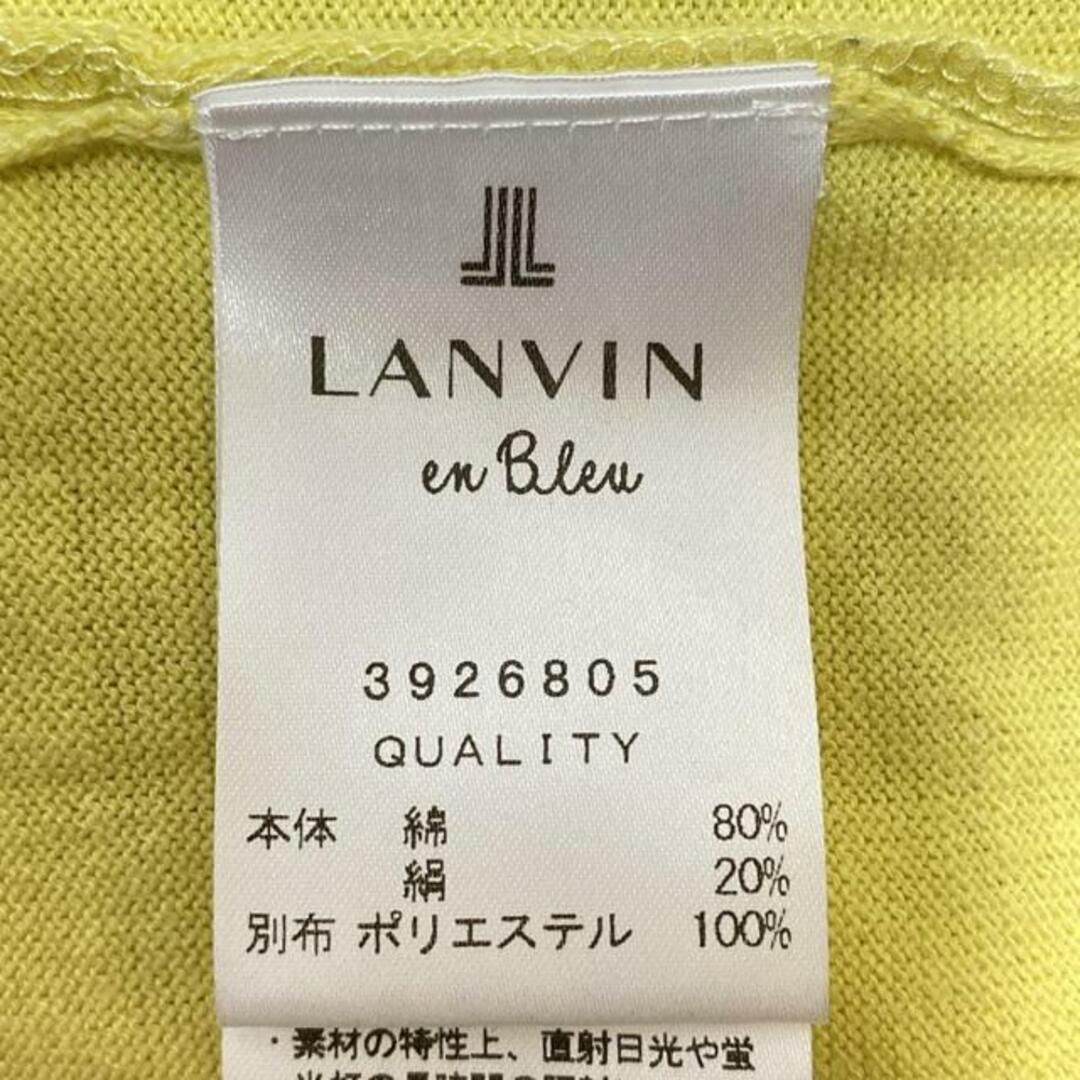 LANVIN
en Bleu
3926805
QUALITY
本体 綿 80%
絹 20%
別布 ポリエステル 100%
・素材の特性上、直射日光や蛍